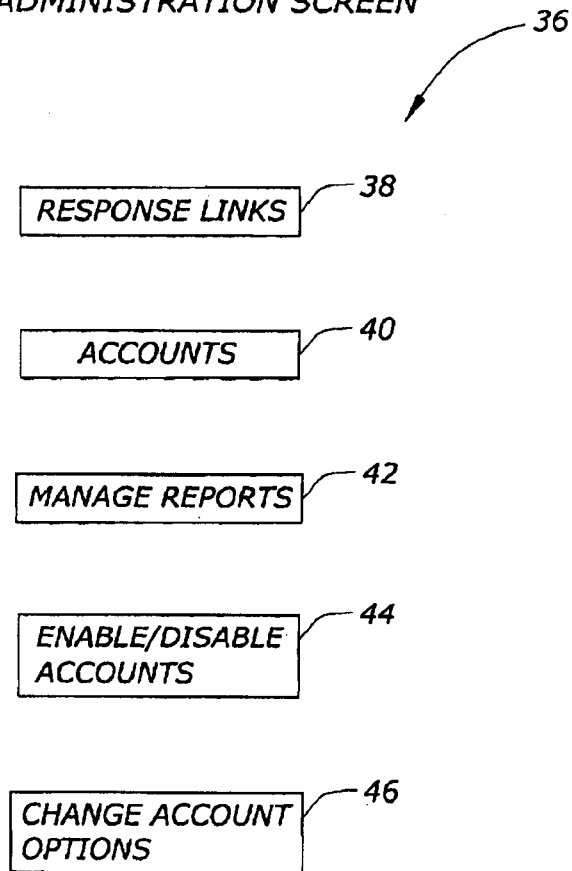 ADMINISTRATION SCREEN
36
RESPONSE LINKS
38
ACCOUNTS
40
MANAGE REPORTS
42
ENABLE/DISABLE
ACCOUNTS
44
CHANGE ACCOUNT
OPTIONS
46